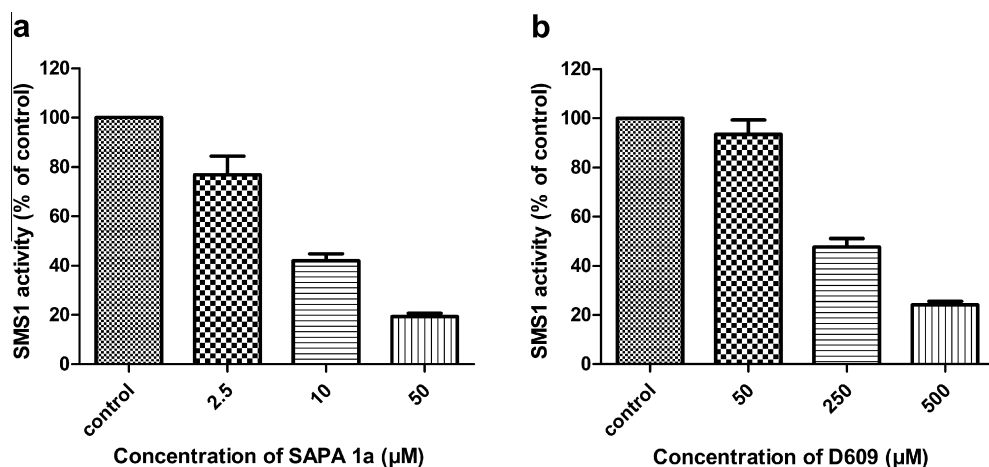 a
SMS1 activity (% of control)
120
100
80
60
40
20
0
control
2.5
10
50
Concentration of SAPA 1a (µM)
b
SMS1 activity (% of control)
120
100
80
60
40
20
0
control
50
250
500
Concentration of D609 (µM)